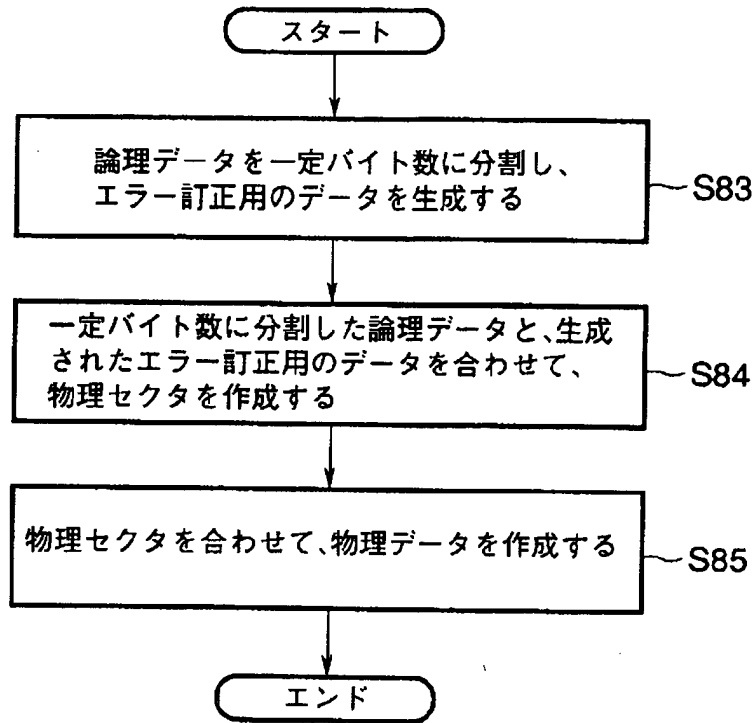 スタート
論理データを一定バイト数に分割し、
エラー訂正用のデータを生成する
S83
一定バイト数に分割した論理データと、生成
されたエラー訂正用のデータを合わせて、
物理セクタを作成する
S84
物理セクタを合わせて、物理データを作成する
S85
エンド